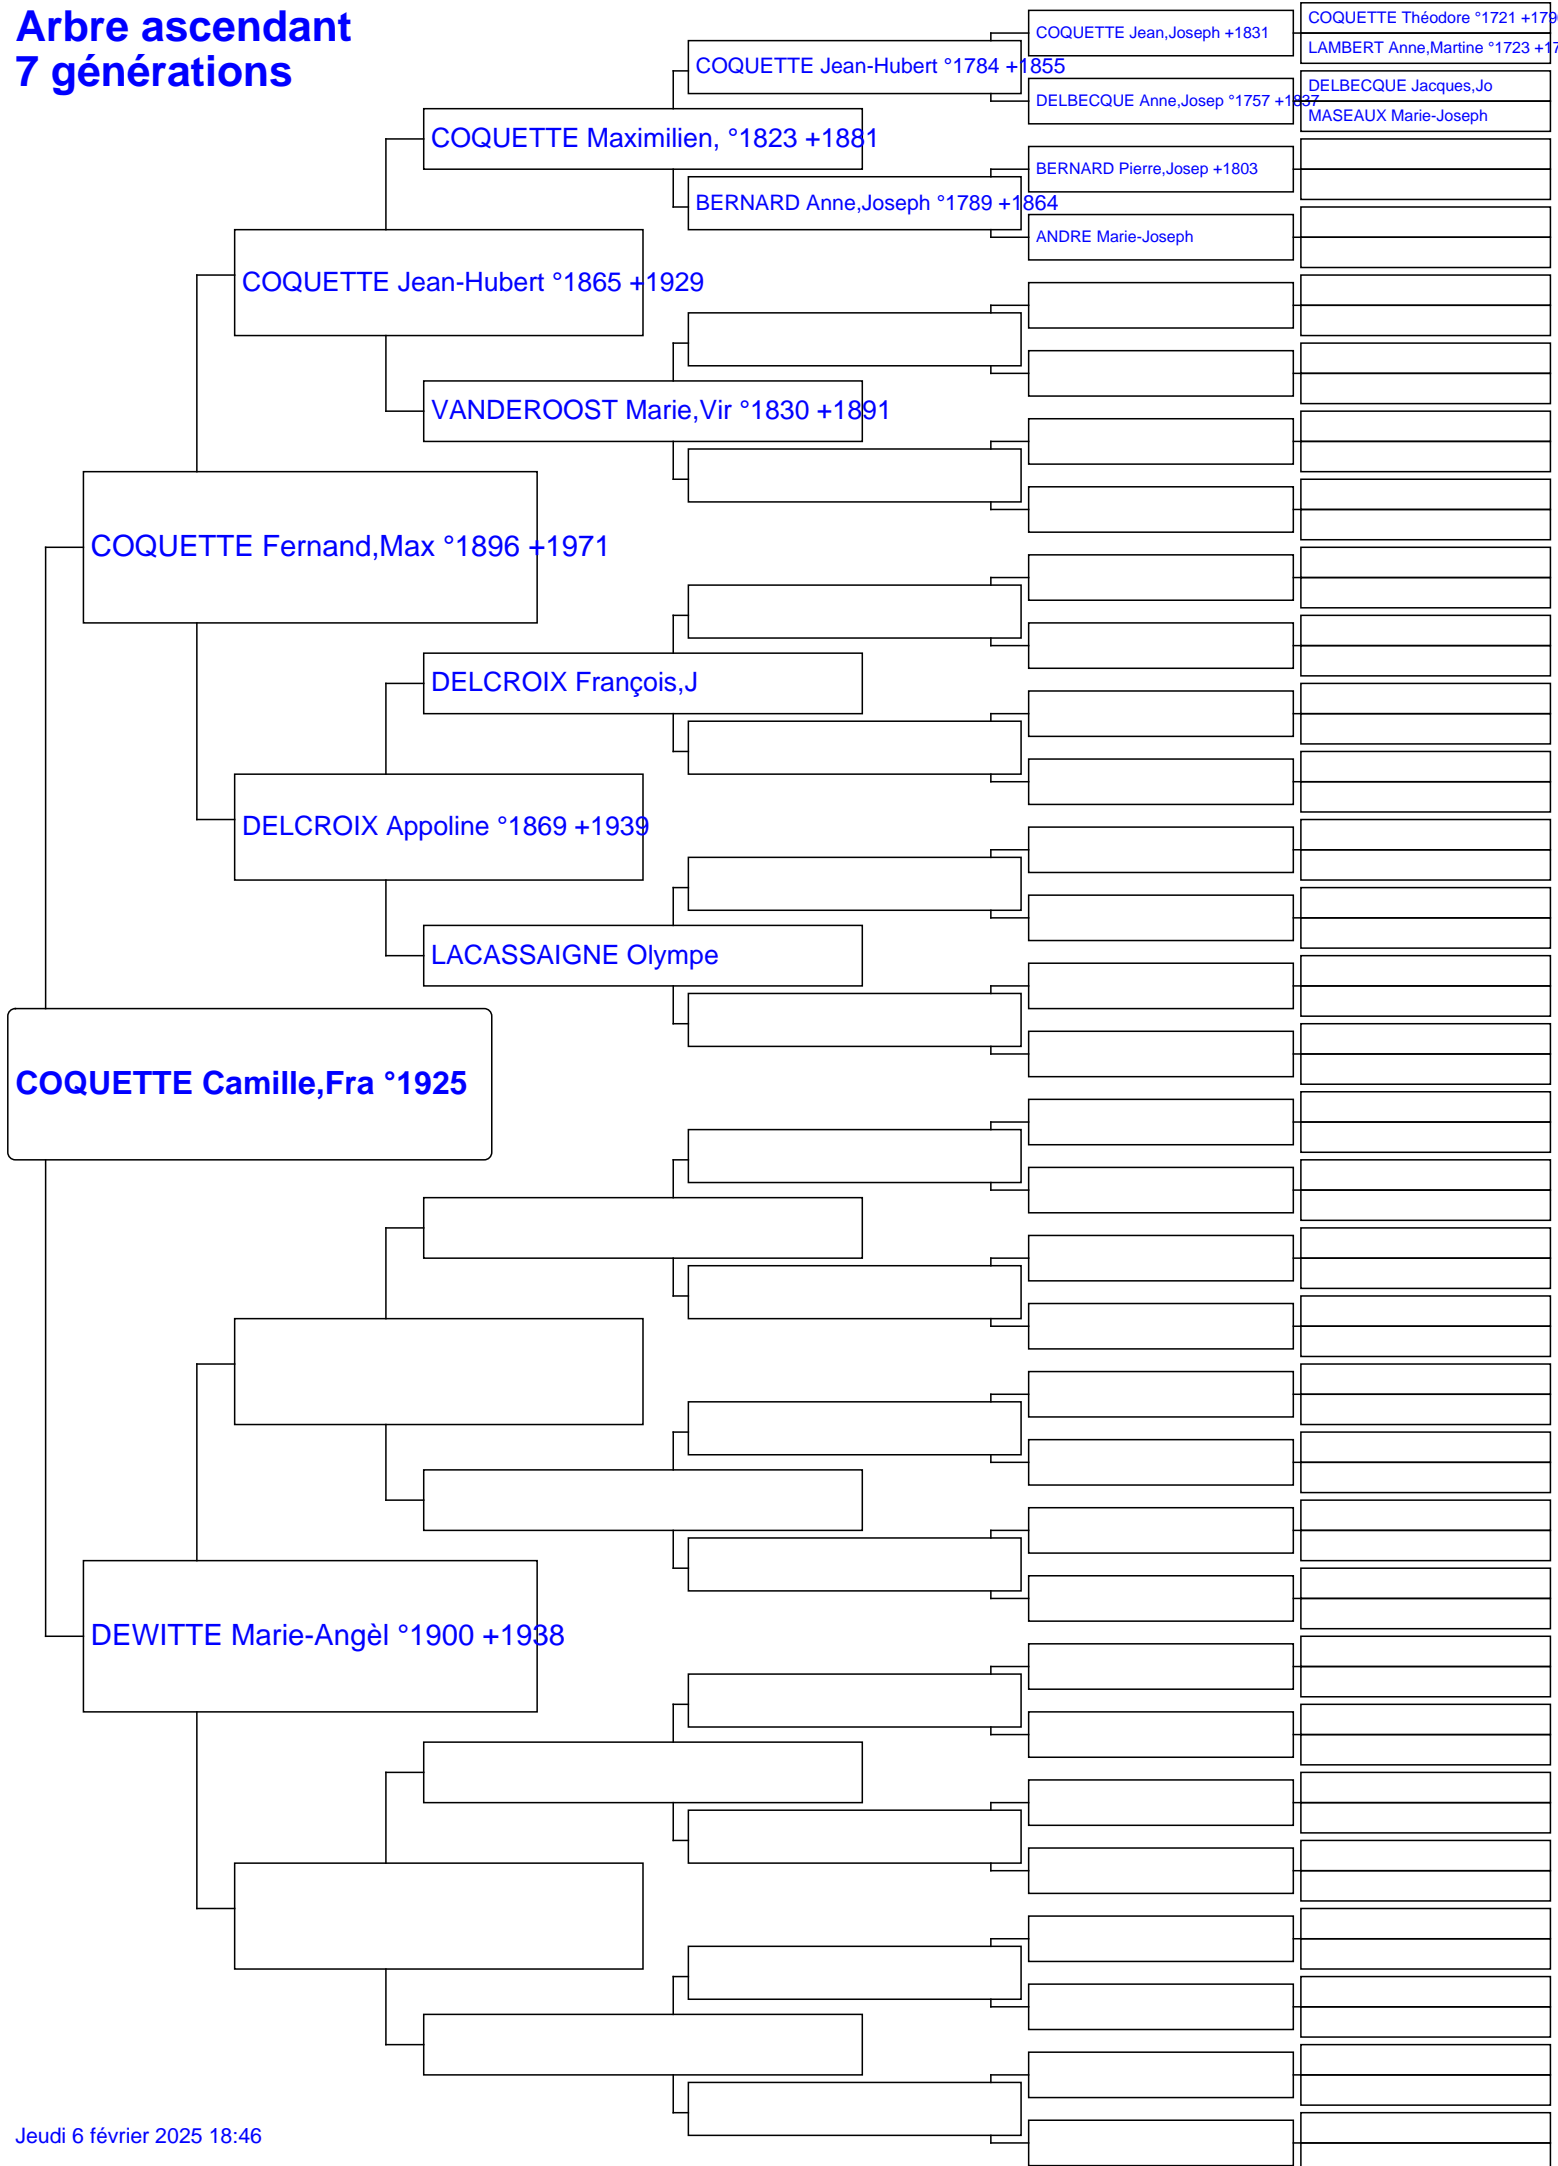 Arbre ascendant
7 générations
COQUETTE Théodore °1721 +179
COQUETTE Jean,Joseph +1831
LAMBERT Anne,Martine °1723 +17
COQUETTE Jean-Hubert °1784 +1855
DELBECQUE Jacques,Jo
DELBECQUE Anne,Josep °1757 +1837
MASEAUX Marie-Joseph
COQUETTE Maximilien, °1823 +1881
BERNARD Pierre,Josep +1803
BERNARD Anne,Joseph °1789 +1864
ANDRE Marie-Joseph
COQUETTE Jean-Hubert °1865 +1929
VANDEROOST Marie,Vir °1830 +1891
COQUETTE Fernand,Max °1896 +1971
DELCROIX François,J
DELCROIX Appoline °1869 +1939
LACASSAIGNE Olympe
COQUETTE Camille,Fra °1925
DEWITTE Marie-Angèl °1900 +1938
Jeudi 6 février 2025 18:46